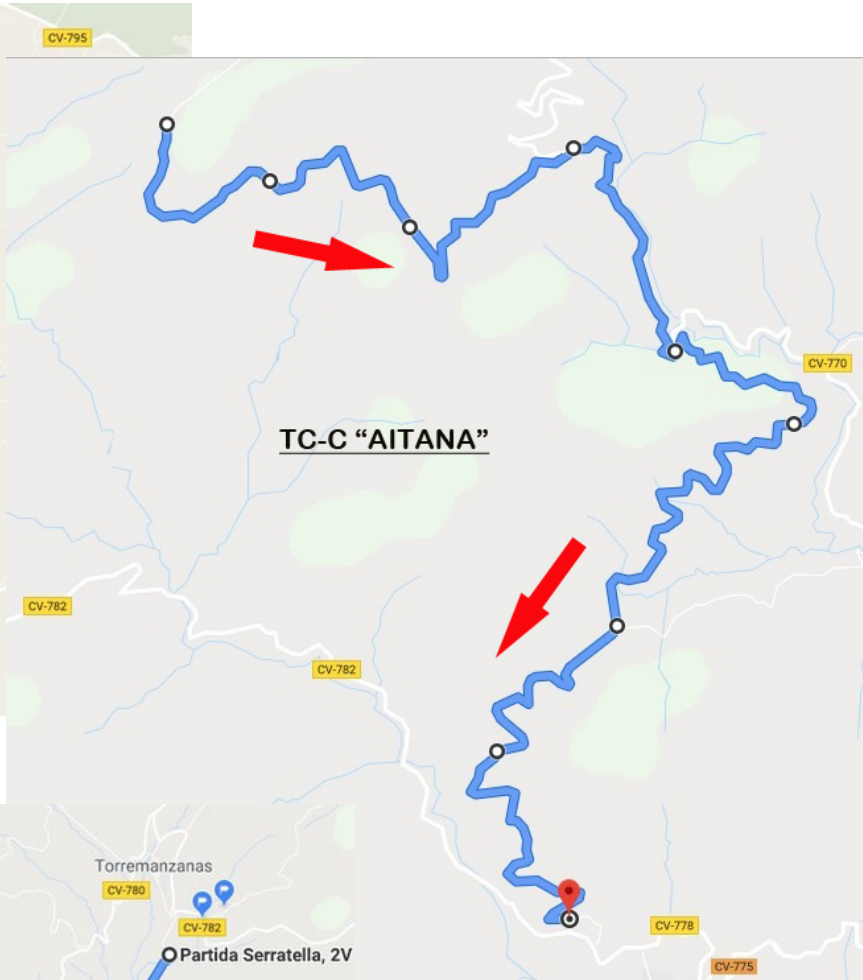 CV-795
CV-770
TC-C “AITANA”
CV-782
CV-782
Torremanzanas
CV-780
CV-782
CV-778
Partida Serratella, 2V
CV-775